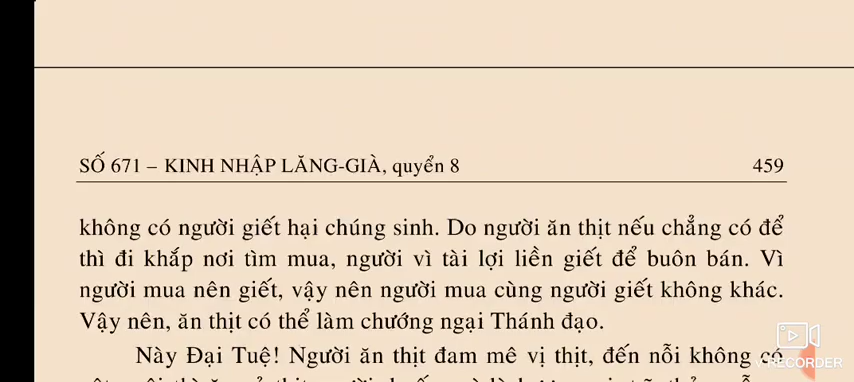 SỐ 671 – KINH NHẬP LĂNG-GIÀ, quyển 8 459
không có người giết hại chúng sinh. Do người ăn thịt nếu chẳng có để
thì đi khắp nơi tìm mua, người vì tài lợi liền giết để buôn bán. Vì
người mua nên giết, vậy nên người mua cùng người giết không khác.
Vậy nên, ăn thịt có thể làm chướng ngại Thánh đạo.
Này Đại Tuệ! Người ăn thịt đam mê vị thịt, đến nỗi không có
V RECORDER